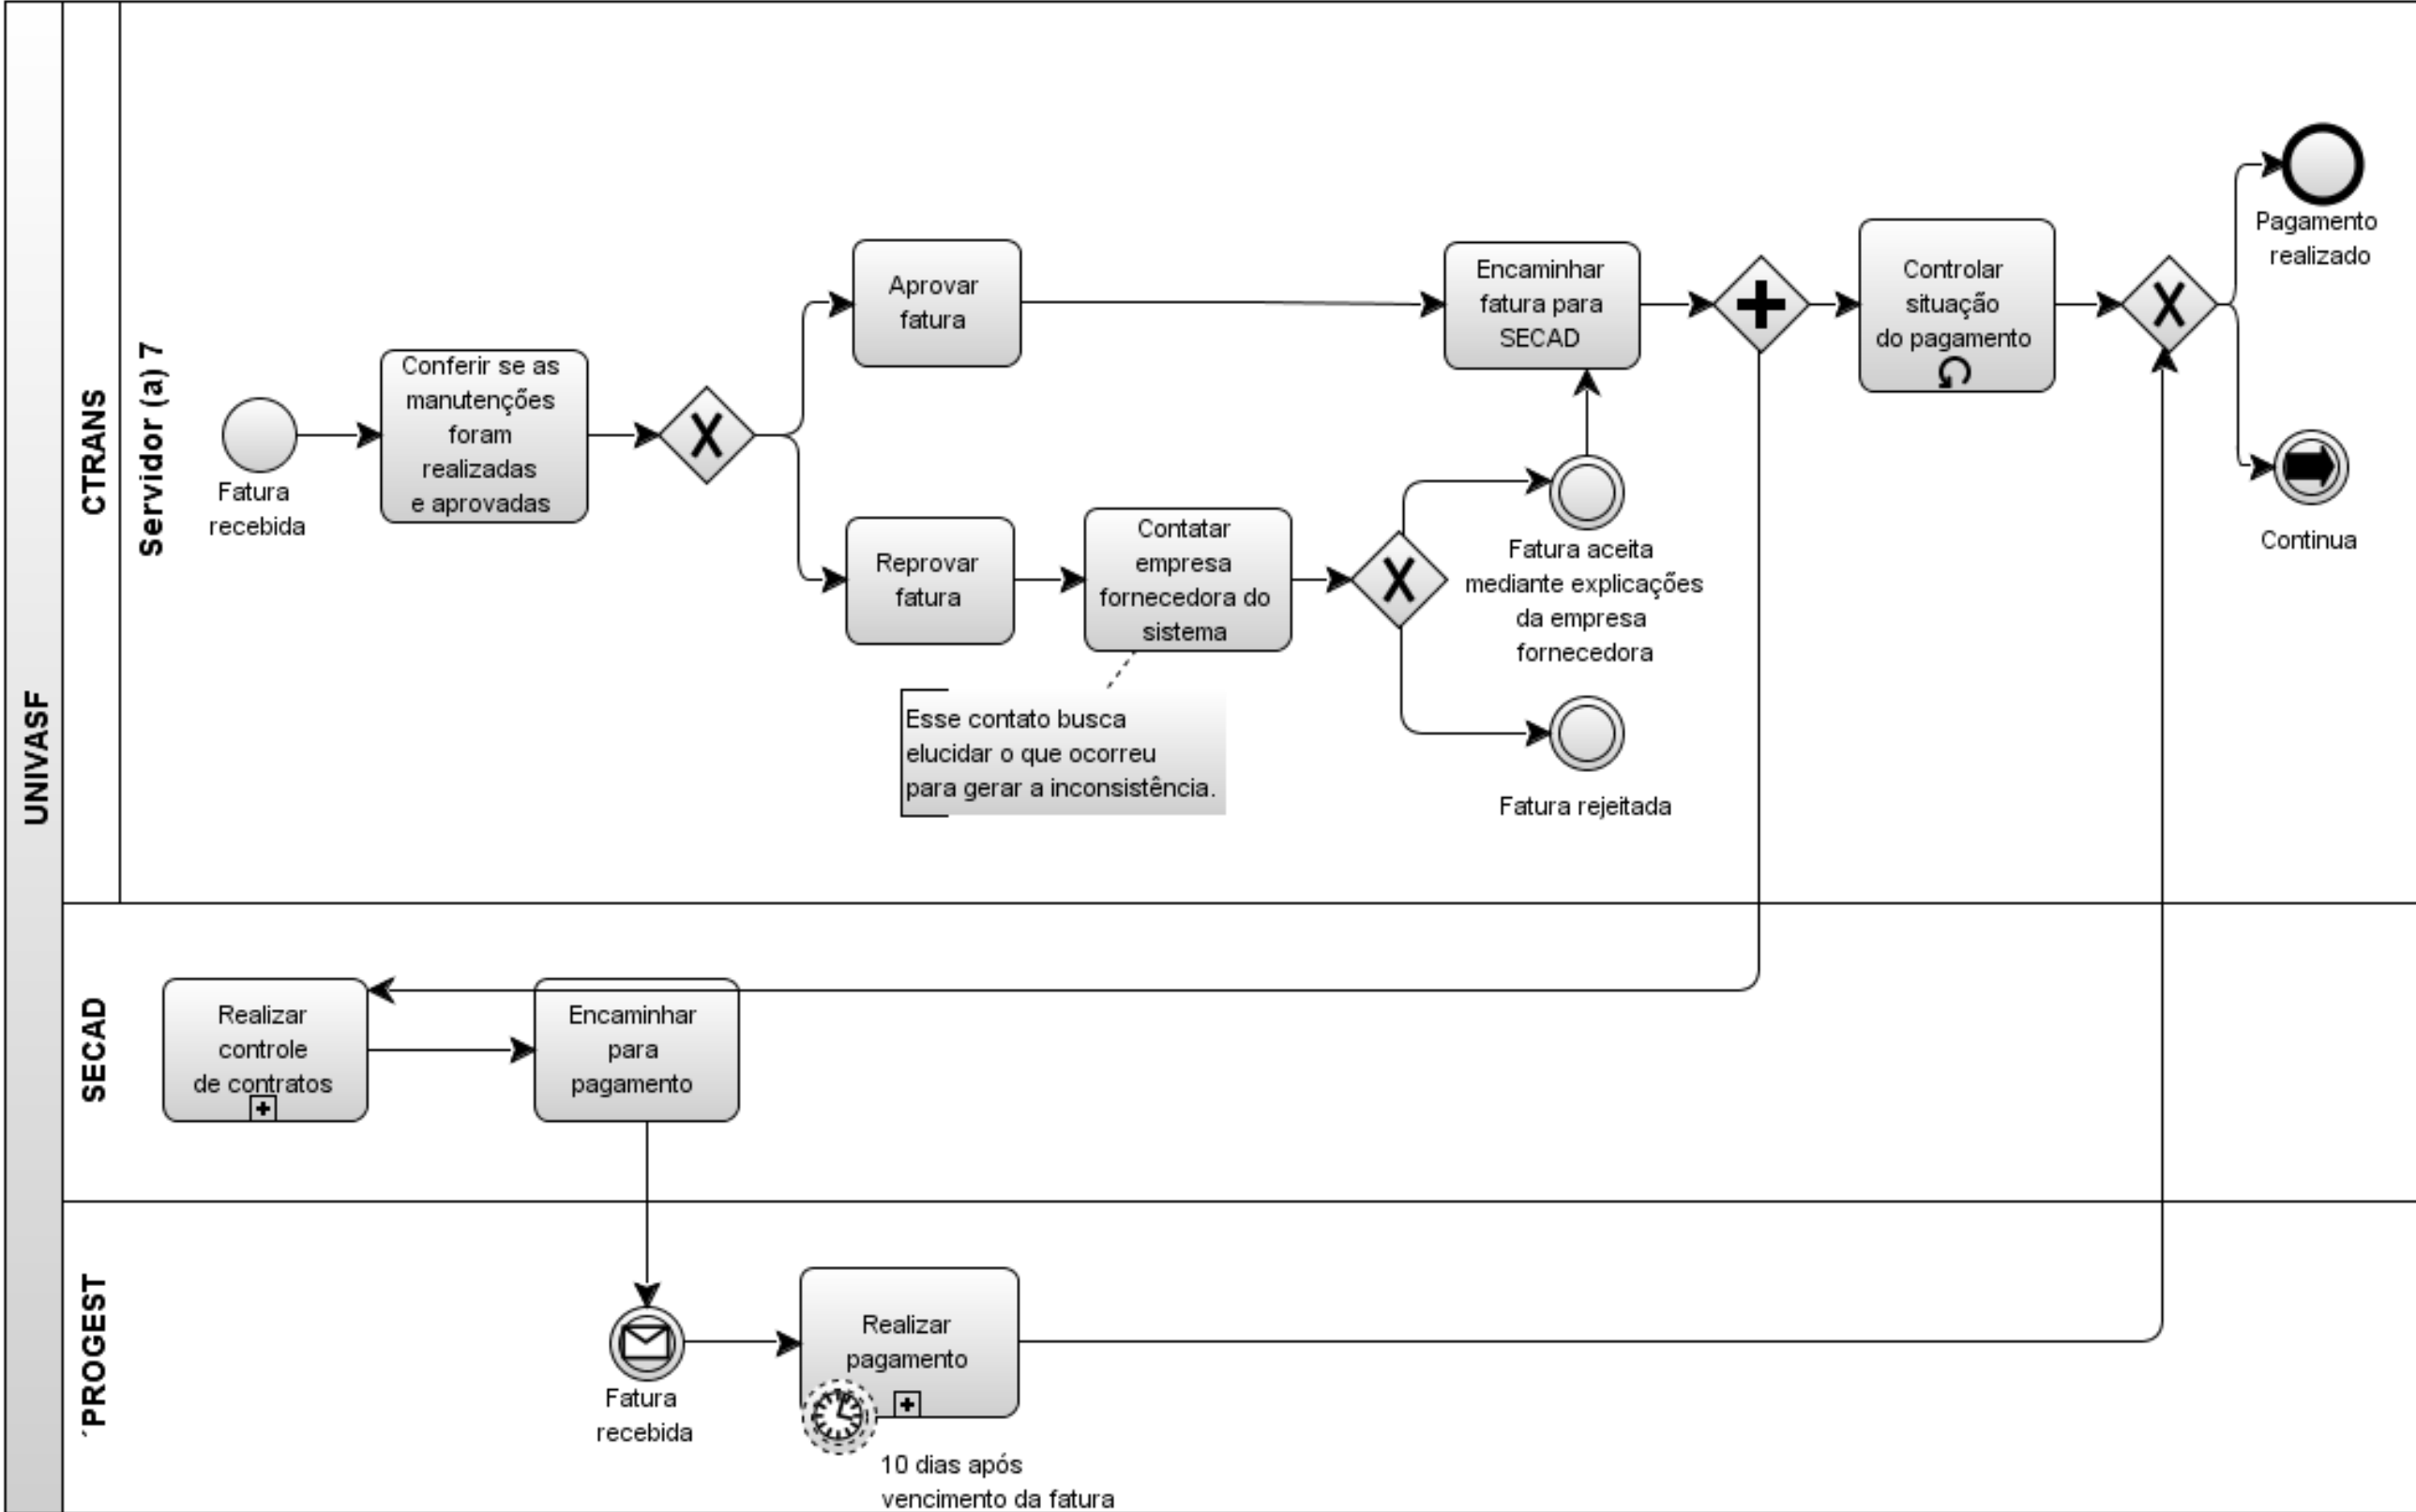 UNIVASF
CTRANS
Servidor (a) 7
Fatura
recebida
Conferir se as
manutenções
foram
realizadas
e aprovadas
Aprovar
fatura
Reprovar
fatura
Contatar
empresa
fornecedora do
sistema
Esse contato busca
elucidar o que ocorreu
para gerar a inconsistência.
Encaminhar
fatura para
SECAD
Fatura aceita
mediante explicações
da empresa
fornecedora
Fatura rejeitada
Controlar
situação
do pagamento
Pagamento
realizado
Continua
SECAD
Realizar
controle
de contratos
Encaminhar
para
pagamento
´PROGEST
Fatura
recebida
Realizar
pagamento
10 dias após
vencimento da fatura